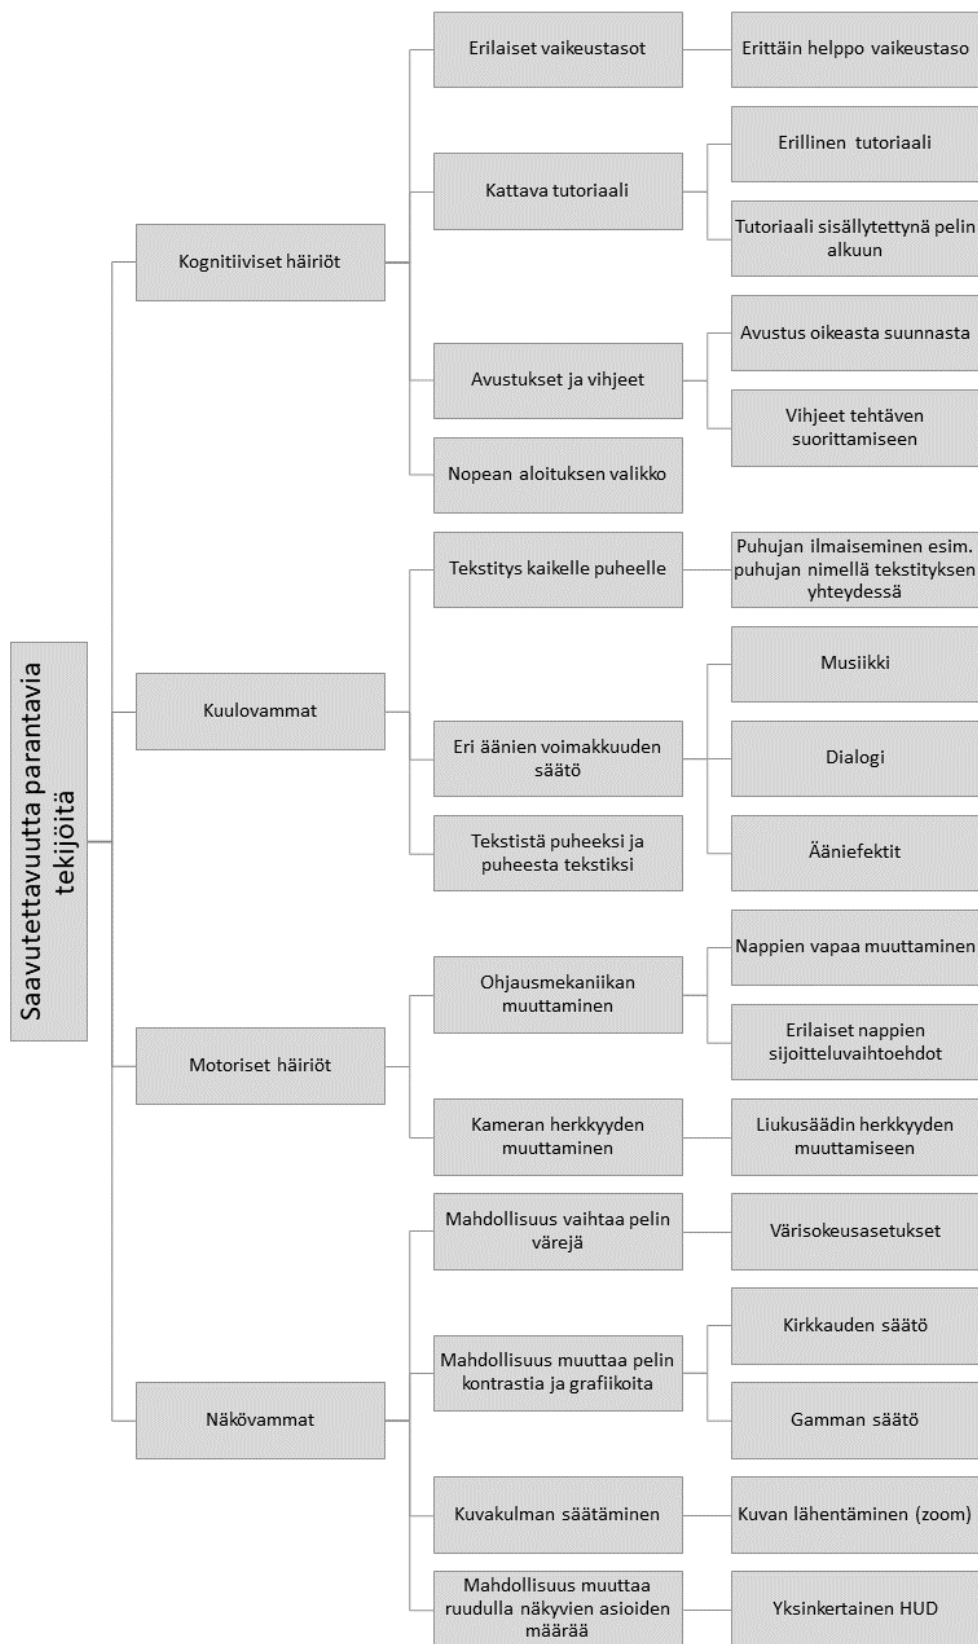 Saavutettavuutta parantavia
tekijöitä
Kognitiiviset häiriöt
Erilaiset vaikeustasot
Erittäin helppo vaikeustaso
Kattava tutoriaali
Erillinen tutoriaali
Tutoriaali sisällytettynä pelin
alkuun
Avustukset ja vihjeet
Avustus oikeasta suunnasta
Vihjeet tehtäven
suorittamiseen
Nopean aloituksen valikko
Kuulovammat
Tekstitys kaikelle puheelle
Puhujan ilmaiseminen esim.
puhujan nimellä tekstityksen
yhteydessä
Eri äänien voimakkuuden
säätö
Musiikki
Dialogi
Ääniefektit
Tekstistä puheeksi ja
puheesta tekstiksi
Motoriset häiriöt
Ohjausmekaniikan
muuttaminen
Nappien vapaa muuttaminen
Erilaiset nappien
sijoitteluvaihtoehdot
Kameran herkkyyden
muuttaminen
Liukusäädin herkkyyden
muuttamiseen
Näkövammat
Mahdollisuus vaihtaa pelin
värejä
Värisokeusasetukset
Mahdollisuus muuttaa pelin
kontrastia ja grafiikoita
Kirkkauden säätö
Gamman säätö
Kuvakulman säätäminen
Kuvan lähentäminen (zoom)
Mahdollisuus muuttaa
ruudulla näkyvien asioiden
määrää
Yksinkertainen HUD